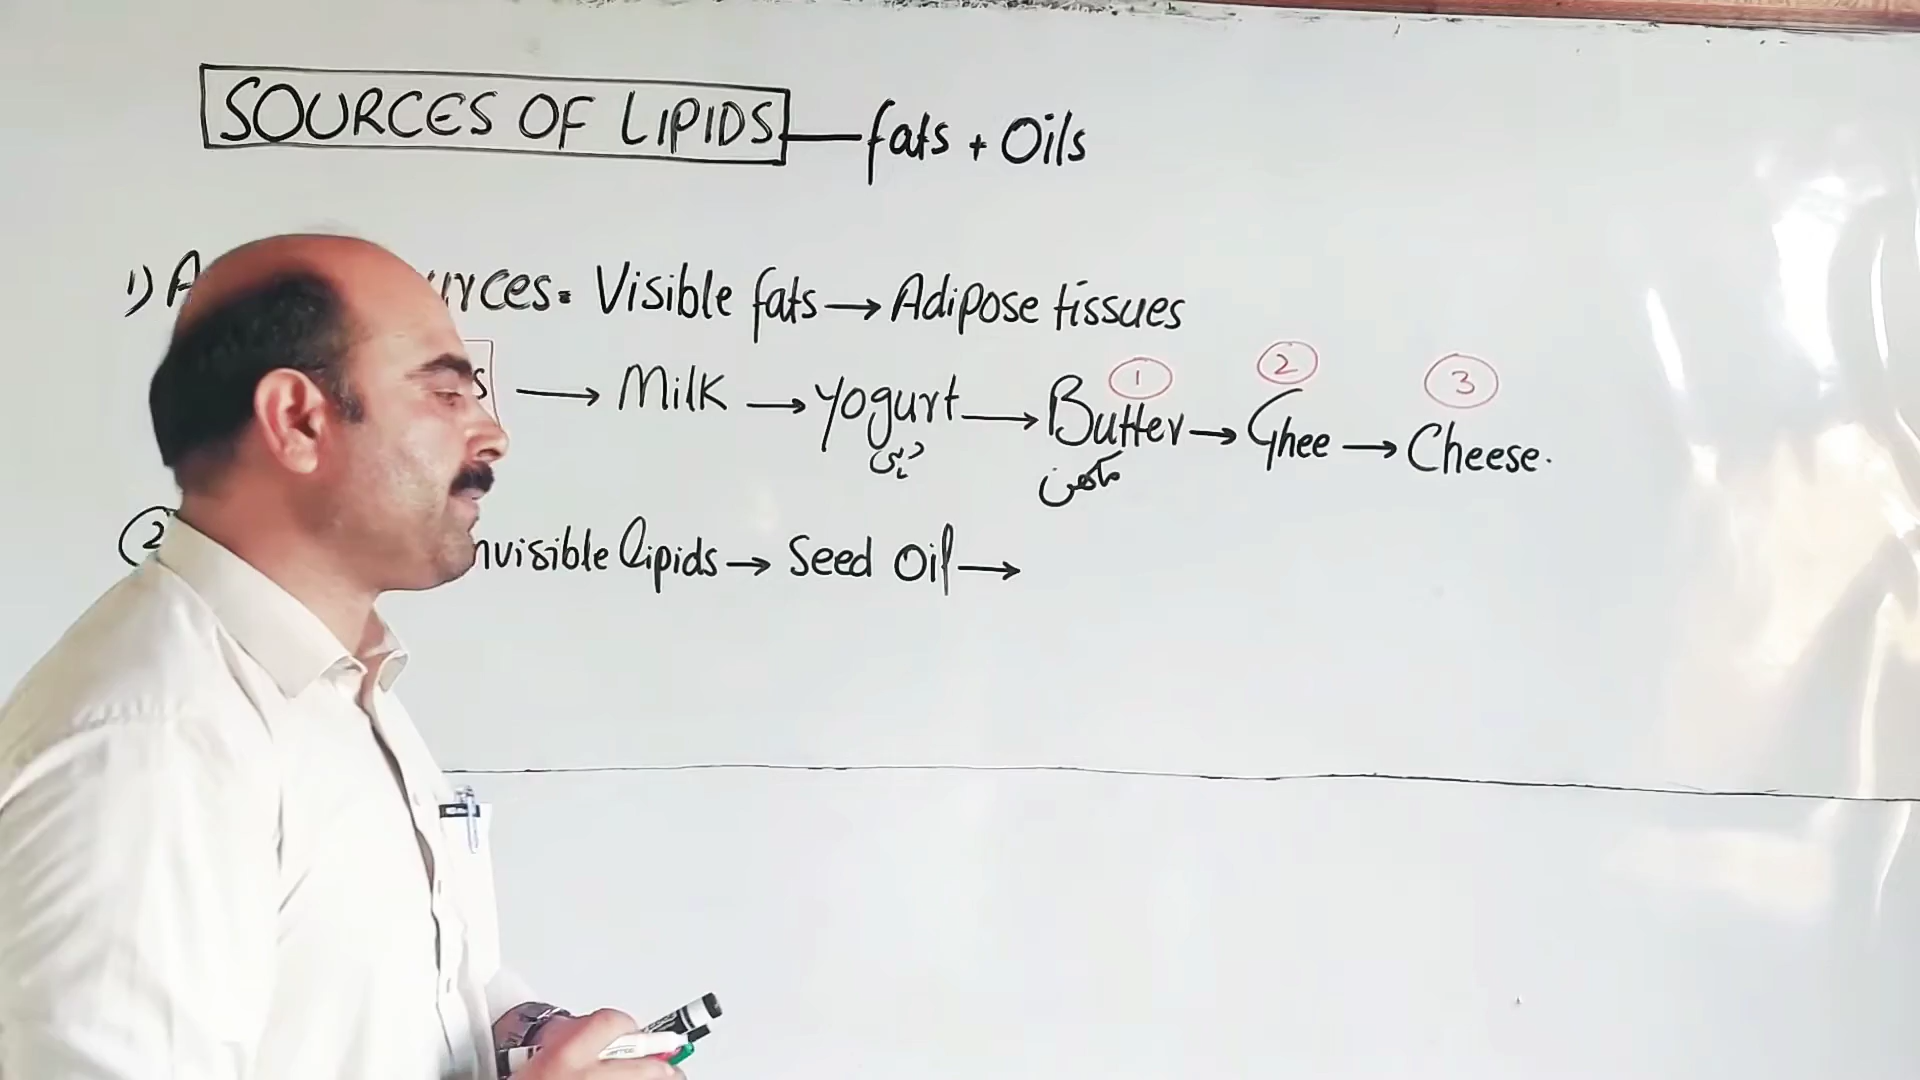 SOURCES OF LIPIDS — fats + Oils
1) A urces. Visible fats → Adipose tissues
s → Milk → Yogurt → Butter → Ghee → Cheese.
1 2 3
مکھن
2 nvisible lipids → Seed Oil →